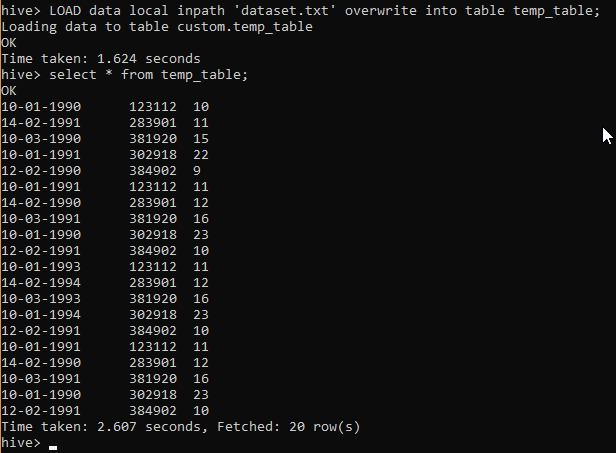 hive> LOAD data local inpath 'dataset.txt' overwrite into table temp_table;
Loading data to table custom.temp_table
OK
Time taken: 1.624 seconds
hive> select * from temp_table;
OK
10-01-1990 123112 10
14-02-1991 283901 11
10-03-1990 381920 15
10-01-1991 302918 22
12-02-1990 384902 9
10-01-1991 123112 11
14-02-1990 283901 12
10-03-1991 381920 16
10-01-1990 302918 23
12-02-1991 384902 10
10-01-1993 123112 11
14-02-1994 283901 12
10-03-1993 381920 16
10-01-1994 302918 23
12-02-1991 384902 10
10-01-1991 123112 11
14-02-1990 283901 12
10-03-1991 381920 16
10-01-1990 302918 23
12-02-1991 384902 10
Time taken: 2.607 seconds, Fetched: 20 row(s)
hive>